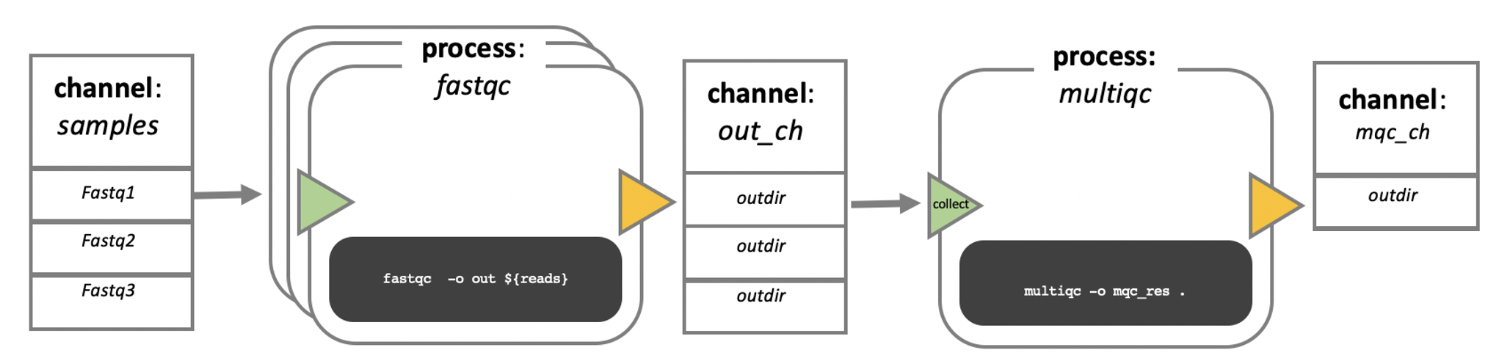 channel:
samples
Fastq1
Fastq2
Fastq3
process:
fastqc
fastqc -o out ${reads}
channel:
out_ch
outdir
outdir
outdir
process:
multiqc
collect
multiqc -o mqc_res .
channel:
mqc_ch
outdir